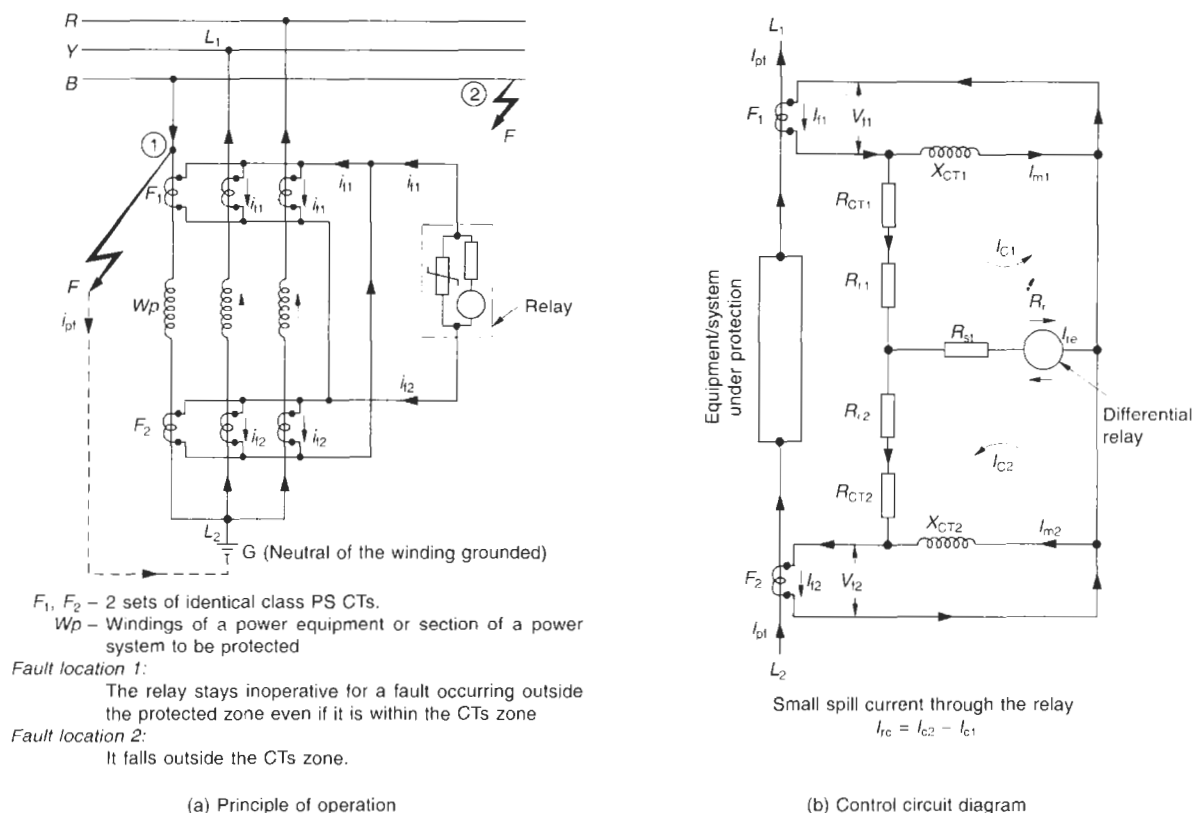 R
Y
B
L₁
②
F
①
F₁
i_f1
i_f1
i_f1
i_f1
F
i_pf
Wp
Relay
i_f2
F₂
i_f2
i_f2
L₂
G (Neutral of the winding grounded)
F₁, F₂ – 2 sets of identical class PS CTs.
Wp – Windings of a power equipment or section of a power
system to be protected
Fault location 1:
The relay stays inoperative for a fault occurring outside
the protected zone even if it is within the CTs zone
Fault location 2:
It falls outside the CTs zone.
(a) Principle of operation
L₁
I_pf
F₁
I_f1
V_f1
X_CT1
I_m1
R_CT1
I_C1
R_L1
R_r
R_st
Equipment/system
under protection
R_L2
Differential
relay
I_C2
R_CT2
X_CT2
I_m2
F₂
I_f2
V_f2
I_pf
L₂
Small spill current through the relay
I_rc = I_c2 – I_c1
(b) Control circuit diagram